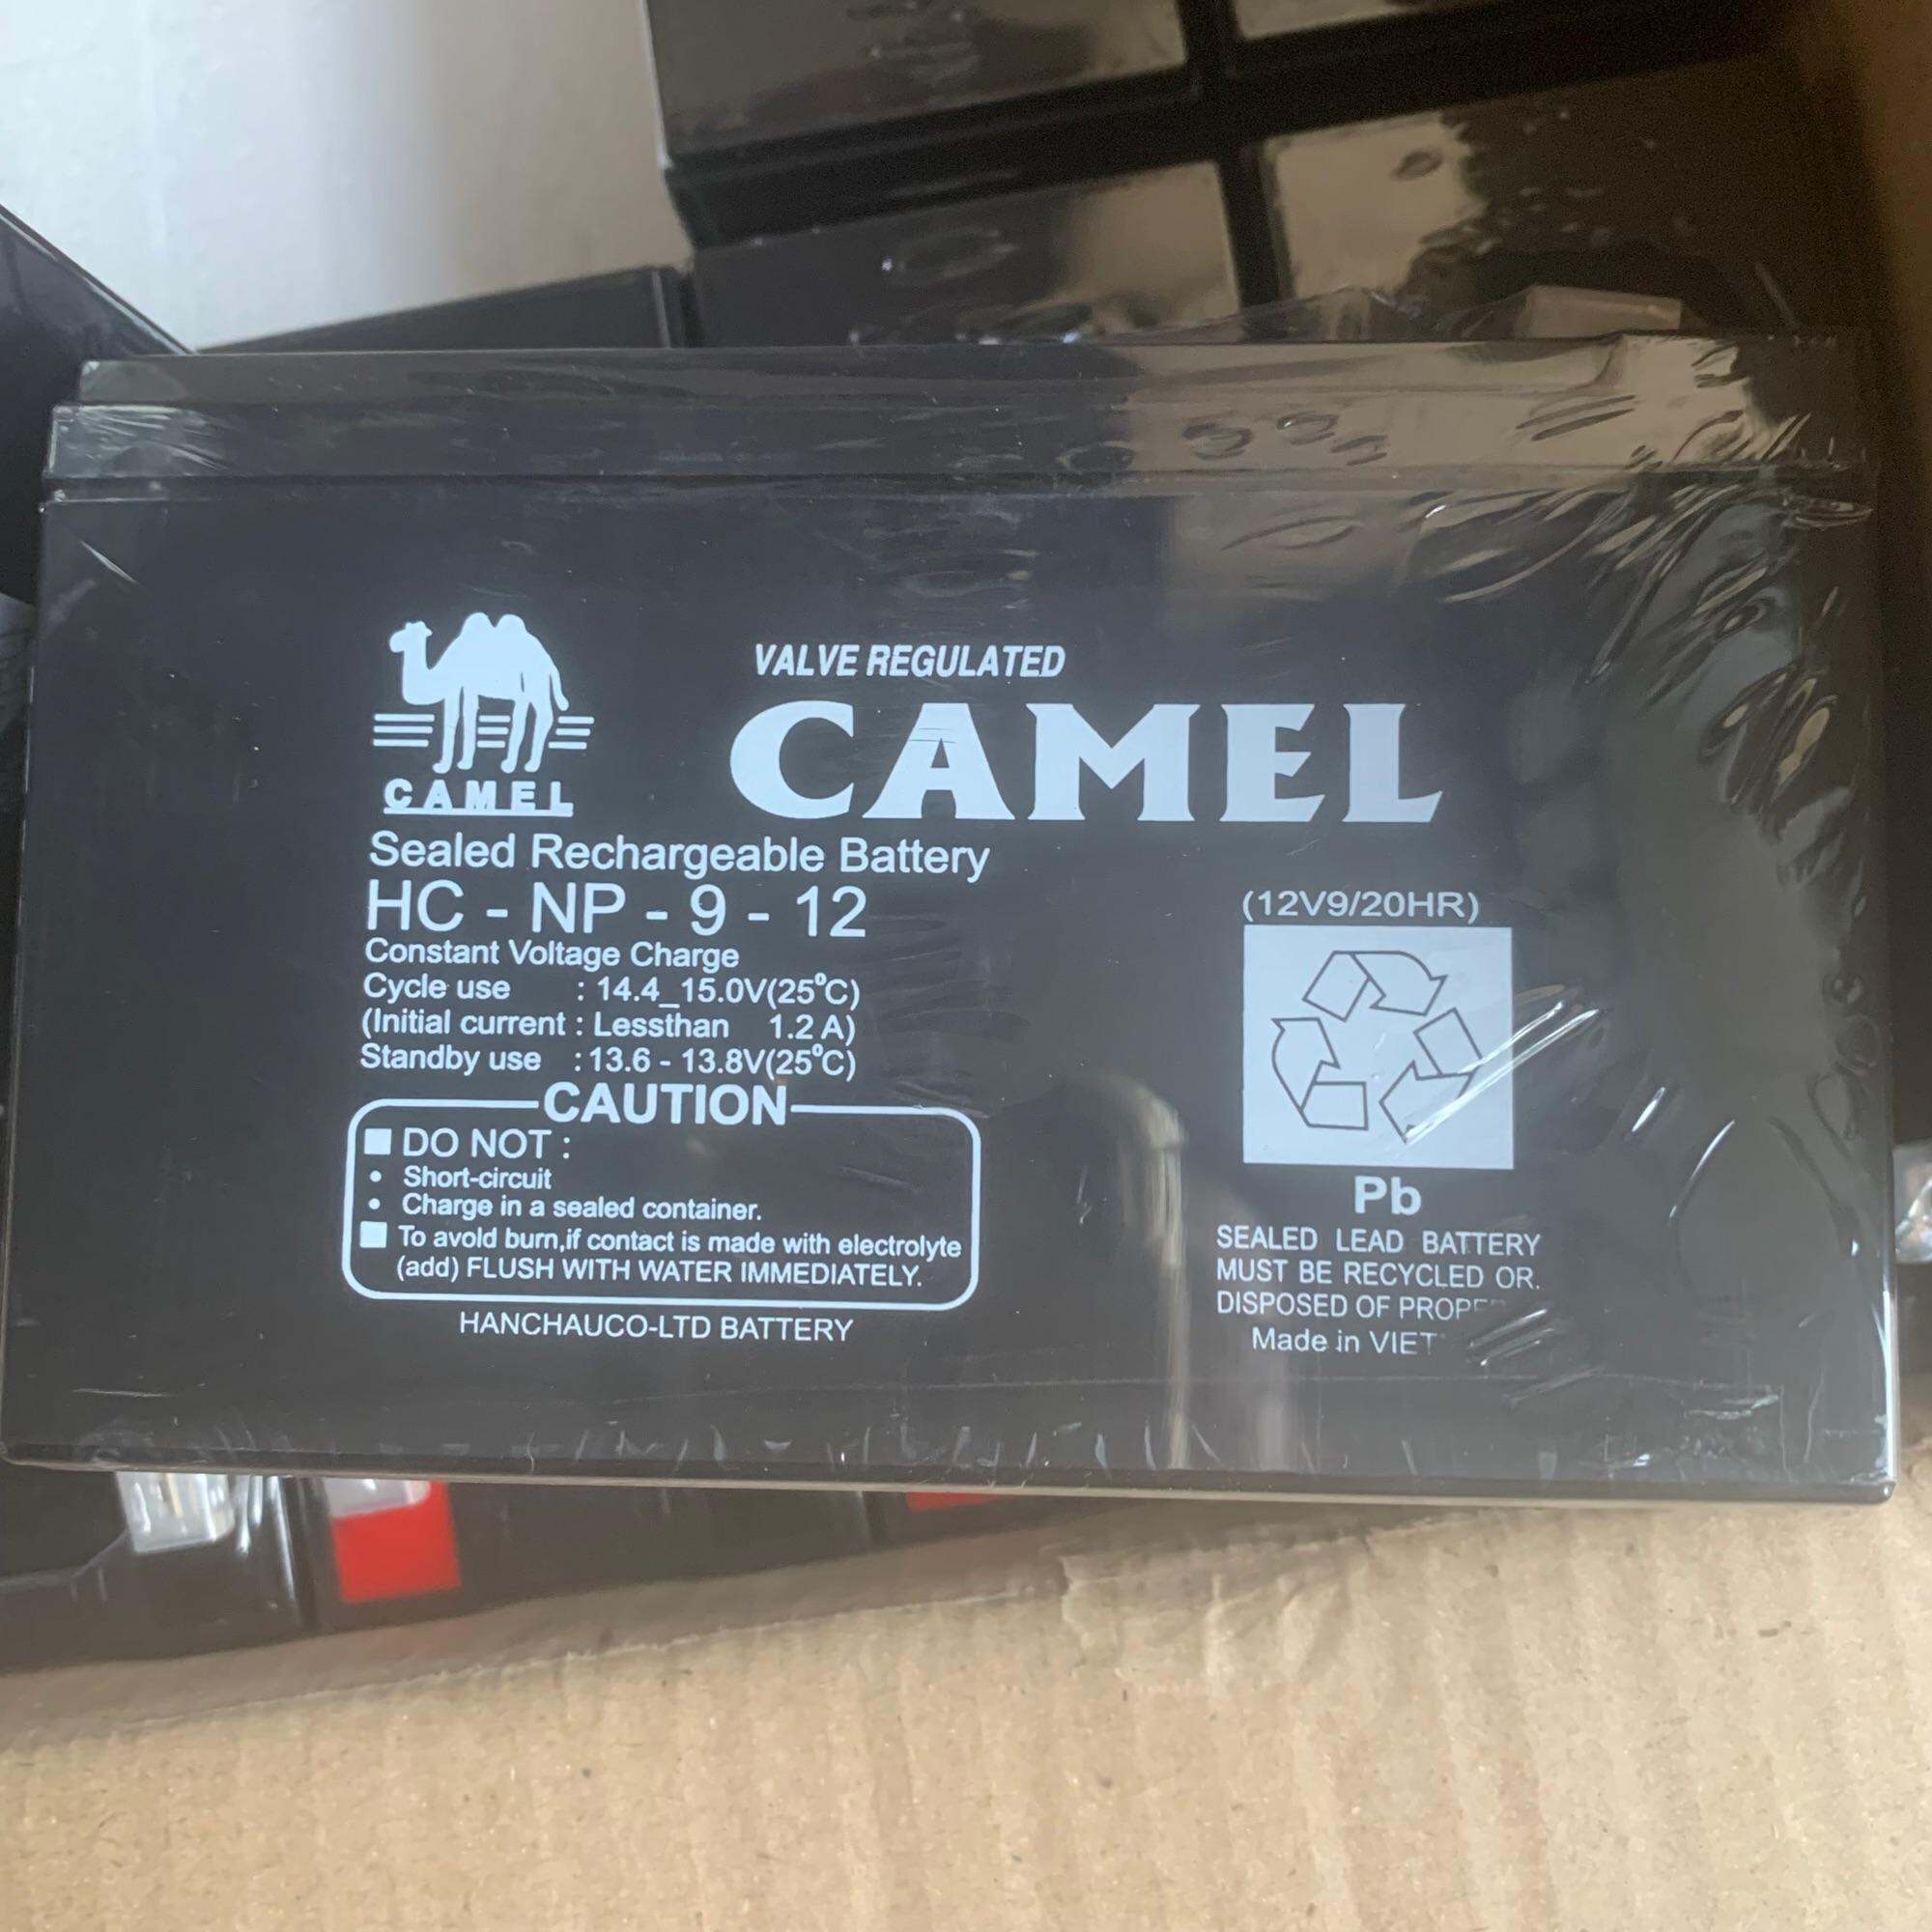 CAMEL
VALVE REGULATED
CAMEL
Sealed Rechargeable Battery
HC - NP - 9 - 12
Constant Voltage Charge
Cycle use : 14.4_15.0V(25°C)
(Initial current : Lessthan 1.2 A)
Standby use : 13.6 - 13.8V(25°C)
CAUTION
DO NOT :
• Short-circuit
• Charge in a sealed container.
To avold burn,if contact is made with electrolyte
(add) FLUSH WITH WATER IMMEDIATELY.
HANCHAUCO-LTD BATTERY
(12V9/20HR)
Pb
SEALED LEAD BATTERY
MUST BE RECYCLED OR.
DISPOSED OF
Made in